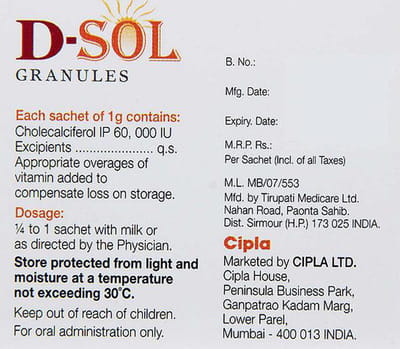 D-SOL
GRANULES
Each sachet of 1g contains:
Cholecalciferol IP 60, 000 IU
Excipients ...................... q.s.
Appropriate overages of
vitamin added to
compensate loss on storage.
Dosage:
¼ to 1 sachet with milk or
as directed by the Physician.
Store protected from light and
moisture at a temperature
not exceeding 30°C.
Keep out of reach of children.
For oral administration only.
B. No.:
Mfg. Date:
Expiry. Date:
M.R.P. Rs.:
Per Sachet (Incl. of all Taxes)
M.L. MB/07/553
Mfd. by Tirupati Medicare Ltd.
Nahan Road, Paonta Sahib.
Dist. Sirmour (H.P.) 173 025 INDIA.
Cipla
Marketed by CIPLA LTD.
Cipla House,
Peninsula Business Park,
Ganpatrao Kadam Marg,
Lower Parel,
Mumbai - 400 013 INDIA.